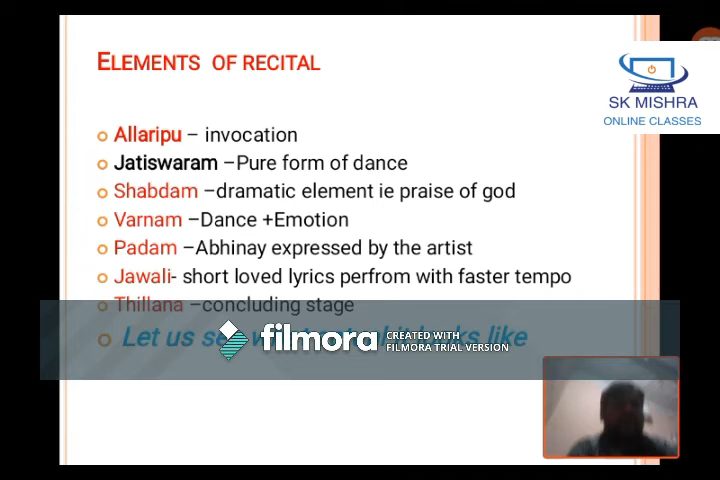 ELEMENTS OF RECITAL
SK MISHRA
ONLINE CLASSES
Allaripu – invocation
Jatiswaram –Pure form of dance
Shabdam –dramatic element ie praise of god
Varnam –Dance +Emotion
Padam –Abhinay expressed by the artist
Jawali- short loved lyrics perfrom with faster tempo
Thillana –concluding stage
Let us see like
filmora
CREATED WITH
FILMORA TRIAL VERSION